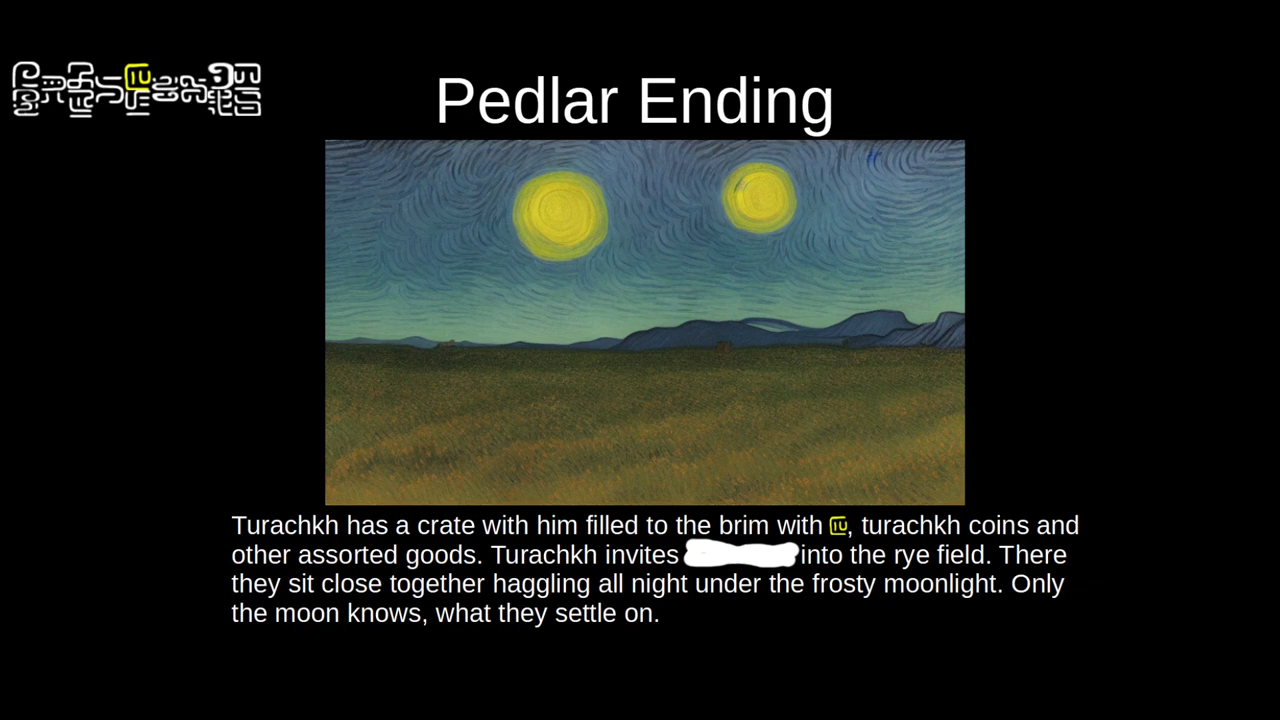 Pedlar Ending
Turachkh has a crate with him filled to the brim with , turachkh coins and
other assorted goods. Turachkh invites into the rye field. There
they sit close together haggling all night under the frosty moonlight. Only
the moon knows, what they settle on.